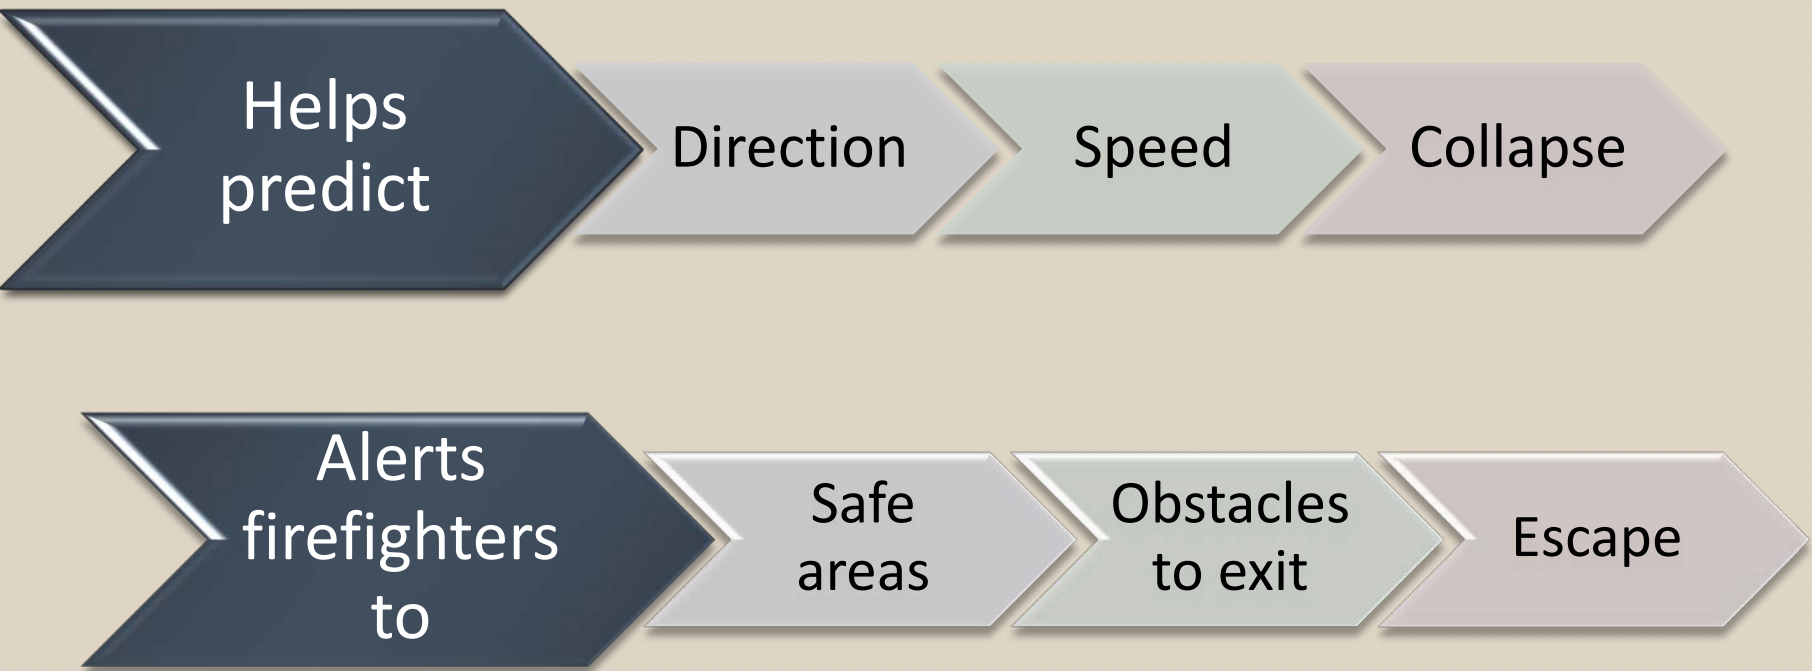 Helps
predict
Direction
Speed
Collapse
Alerts
firefighters
to
Safe
areas
Obstacles
to exit
Escape